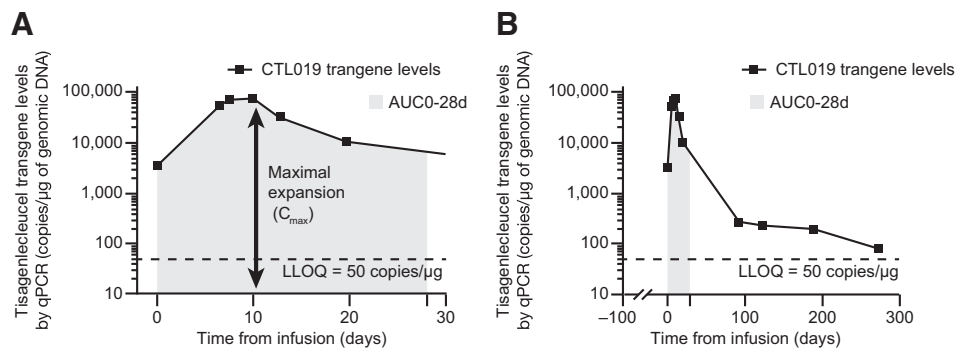 A
Tisagenlecleucel transgene levels
by qPCR (copies/µg of genomic DNA)
CTL019 trangene levels
AUC0-28d
100,000
10,000
1,000
100
10
Maximal
expansion
(Cmax)
LLOQ = 50 copies/µg
0
10
20
30
Time from infusion (days)
B
Tisagenlecleucel transgene levels
by qPCR (copies/µg of genomic DNA)
CTL019 trangene levels
AUC0-28d
100,000
10,000
1,000
100
10
LLOQ = 50 copies/µg
–100
0
100
200
300
Time from infusion (days)